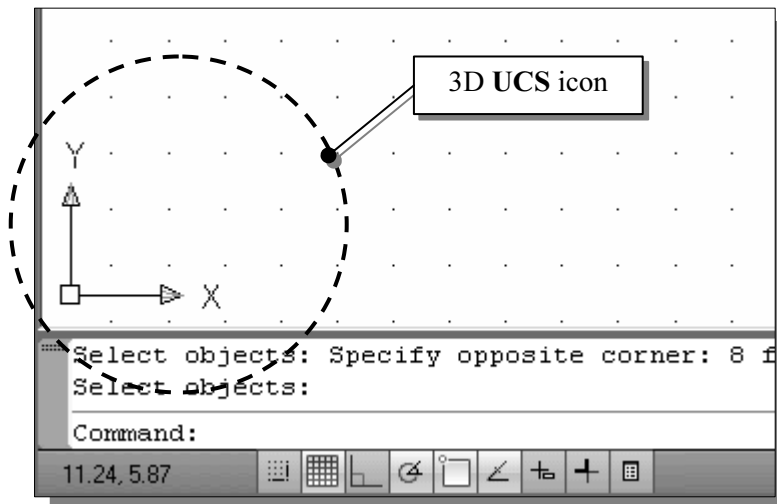 3D UCS icon
Y
X
Select objects: Specify opposite corner: 8 f
Select objects:
Command:
11.24, 5.87